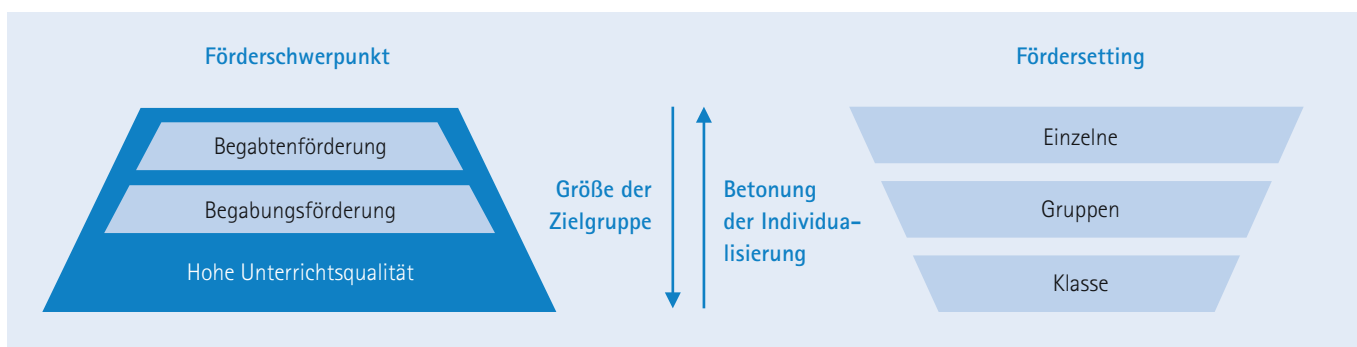 Förderschwerpunkt
Begabtenförderung
Begabungsförderung
Hohe Unterrichtsqualität
Größe der
Zielgruppe
Betonung
der Individua-
lisierung
Fördersetting
Einzelne
Gruppen
Klasse